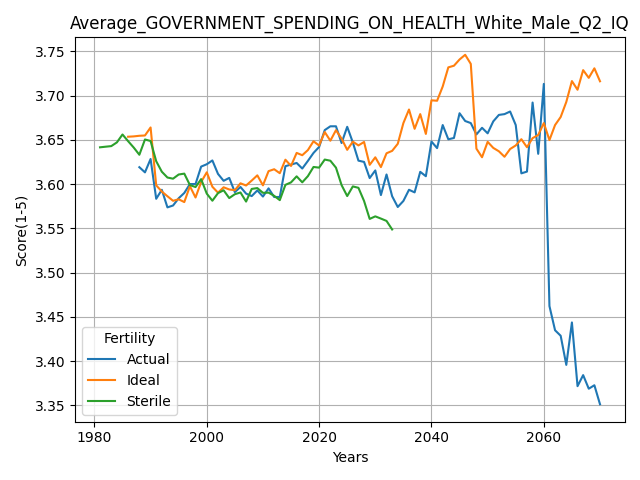 Average_GOVERNMENT_SPENDING_ON_HEALTH_White_Male_Q2_IQ
3.75
3.70
3.65
3.60
3.55
3.50
3.45
3.40
3.35
Score(1-5)
Fertility
Actual
Ideal
Sterile
1980
2000
2020
2040
2060
Years